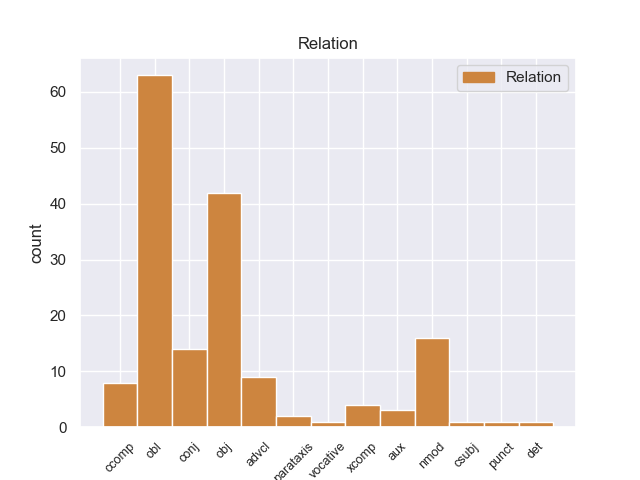 Relation
Relation
count
60
50
40
30
20
10
0
ccomp obl conj obj advcl parataxis vocative xcomp aux nmod csubj punct det